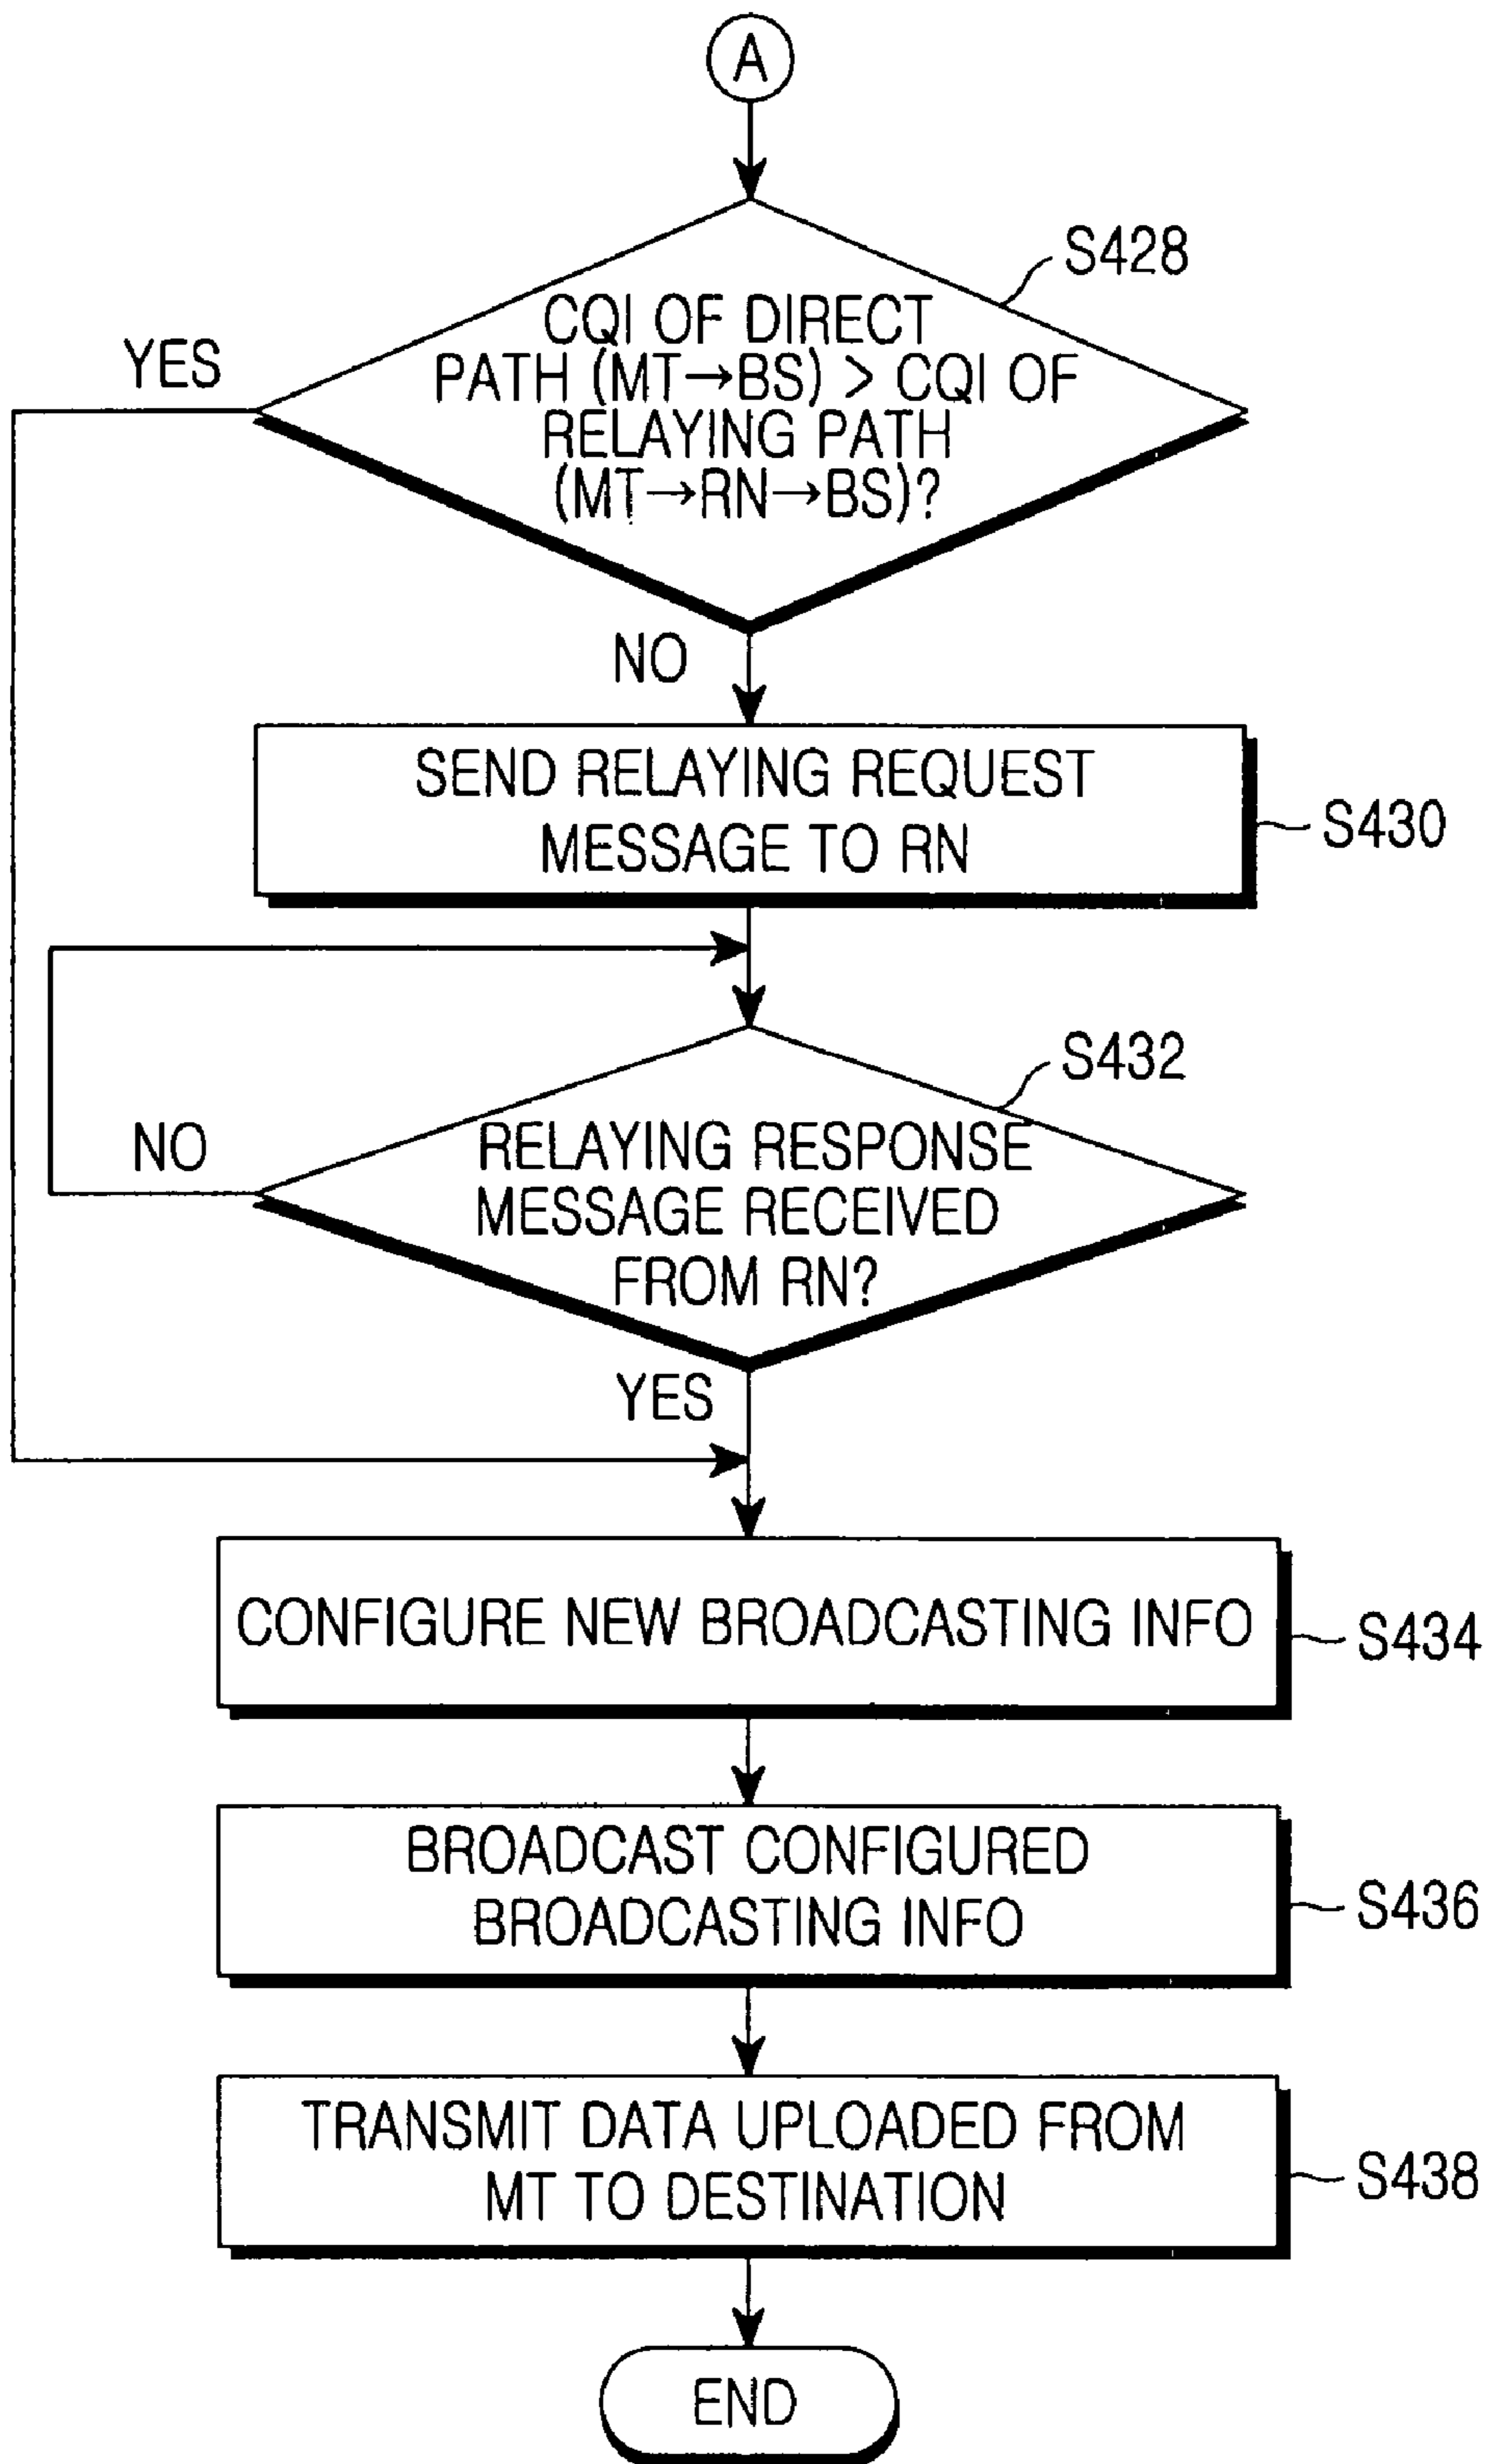 A
S428
CQI OF DIRECT
PATH (MT→BS) > CQI OF
RELAYING PATH
(MT→RN→BS)?
YES
NO
SEND RELAYING REQUEST
MESSAGE TO RN
S430
S432
RELAYING RESPONSE
MESSAGE RECEIVED
FROM RN?
NO
YES
CONFIGURE NEW BROADCASTING INFO
S434
BROADCAST CONFIGURED
BROADCASTING INFO
S436
TRANSMIT DATA UPLOADED FROM
MT TO DESTINATION
S438
END